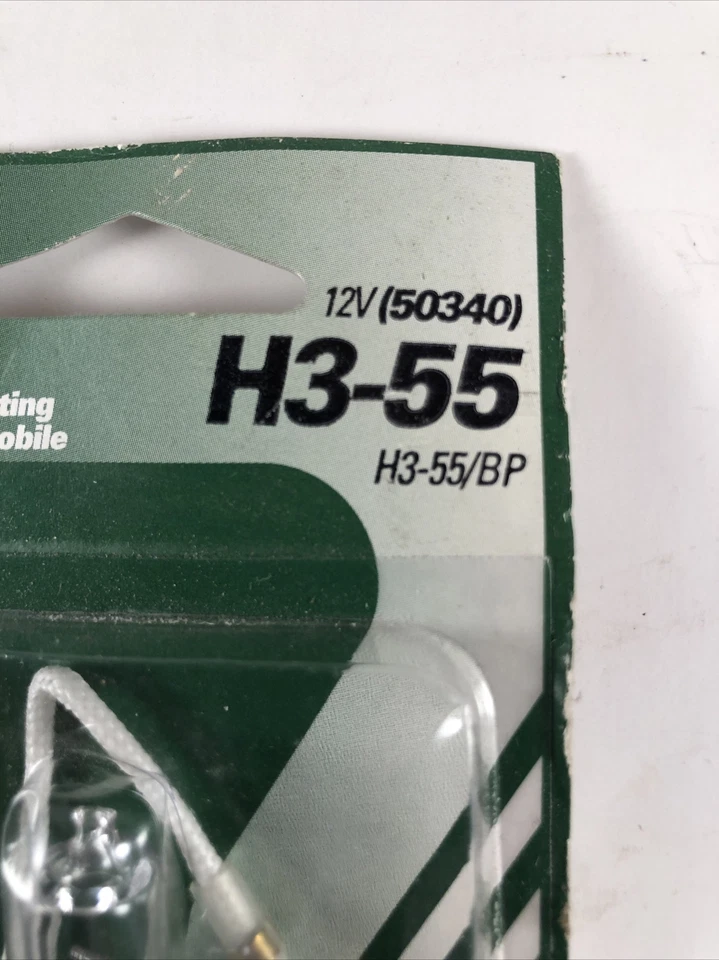 12V (50340)
H3-55
ting
obile
H3-55/BP